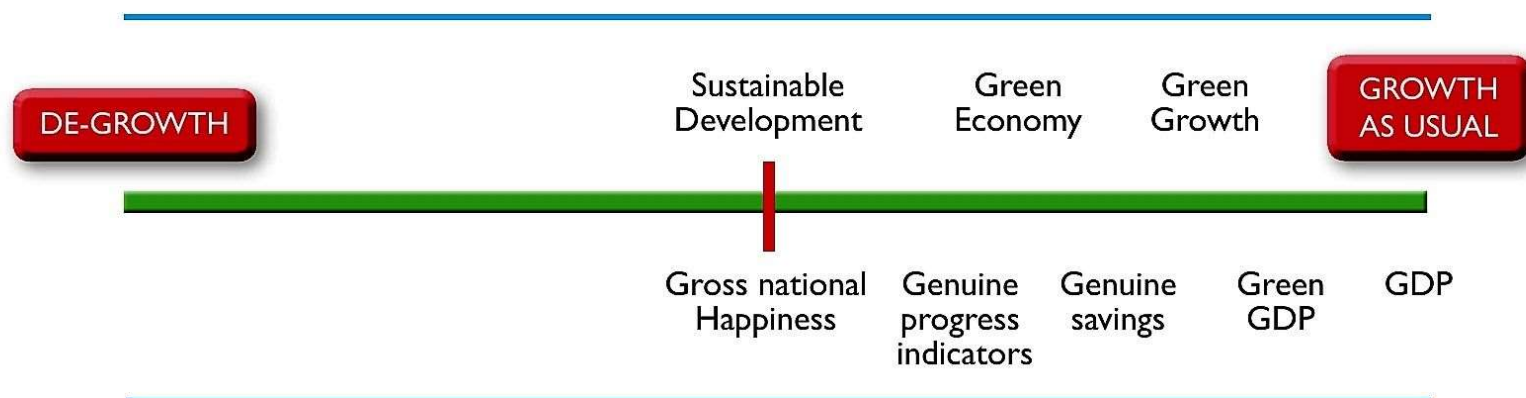 DE-GROWTH
Sustainable
Development
Green
Economy
Green
Growth
GROWTH
AS USUAL
Gross national
Happiness
Genuine
progress
indicators
Genuine
savings
Green
GDP
GDP